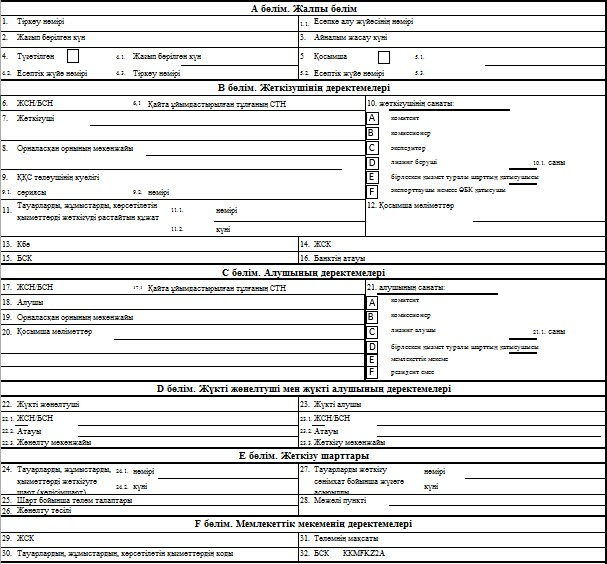 А бөлім. Жалпы бөлім
1. Тіркеу нөмірі 1.1. Есепке алу жүйесінің нөмірі
2. Жазып берілген күн 3. Айналым жасау күні
4. Түзетілген 4.1. Жазып берілген күн 5 Қосымша 5.1.
4.2. Есептік жүйе нөмірі 4.3. Тіркеу нөмірі 5.2. Есептік жүйе нөмірі 5.3.
В бөлім. Жеткізушінің деректемелері
6. ЖСН/БСН 6.1 Қайта ұйымдастырылған тұлғаның СТН 10. жеткізушінің санаты:
7. Жеткізуші A комитент
B комиссионер
8. Орналасқан орнының мекенжайы C экспедитор
D лизинг беруші 10.1. саны
9. ҚҚС төлеушінің куәлігі E бірлескен қызмет туралы шарттың қатысушысы
9.1. сериясы 9.2. нөмірі F экспорттаушы немесе ӨБК қатысушы
11. Тауарларды, жұмыстарды, көрсетілетін қызметтерді жеткізуді растайтын құжат 11.1. нөмірі 12. Қосымша мәліметтер
11.2. күні
13. Кбе 14. ЖСК
15. БСК 16. Банктің атауы
С бөлім. Алушының деректемелері
17. ЖСН/БСН 17.1 Қайта ұйымдастырылған тұлғаның СТН 21. алушының санаты:
18. Алушы A комитент
19. Орналасқан орнының мекенжайы B комиссионер
20. Қосымша мәліметтер C лизинг алушы 21.1. саны
D бірлескен қызмет туралы шарттың қатысушысы
E мемлекеттік мекеме
F резидент емес
D бөлім. Жүкті жөнелтуші мен жүкті алушының деректемелері
22. Жүкті жөнелтуші 23. Жүкті алушы
22.1. ЖСН/БСН 23.1. ЖСН/БСН
22.2. Атауы 23.2. Атауы
22.3. Жөнелту мекенжайы 23.3. Жеткізу мекенжайы
Е бөлім. Жеткізу шарттары
24. Тауарларды, жұмыстарды, қызметтерді жеткізуге шарт (келісімшарт) 24.1. нөмірі 27. Тауарларды жеткізу сенімхат бойынша жүзеге асырылды нөмірі
24.2. күні күні
25. Шарт бойынша төлем талаптары 28. Межелі пункті
26. Жөнелту тәсілі
F бөлім. Мемлекеттік мекеменің деректемелері
29. ЖСК 31. Төлемнің мақсаты
30. Тауарлардың, жұмыстардың, көрсетілетін қызметтердің коды 32. БСК KKMFKZ2A